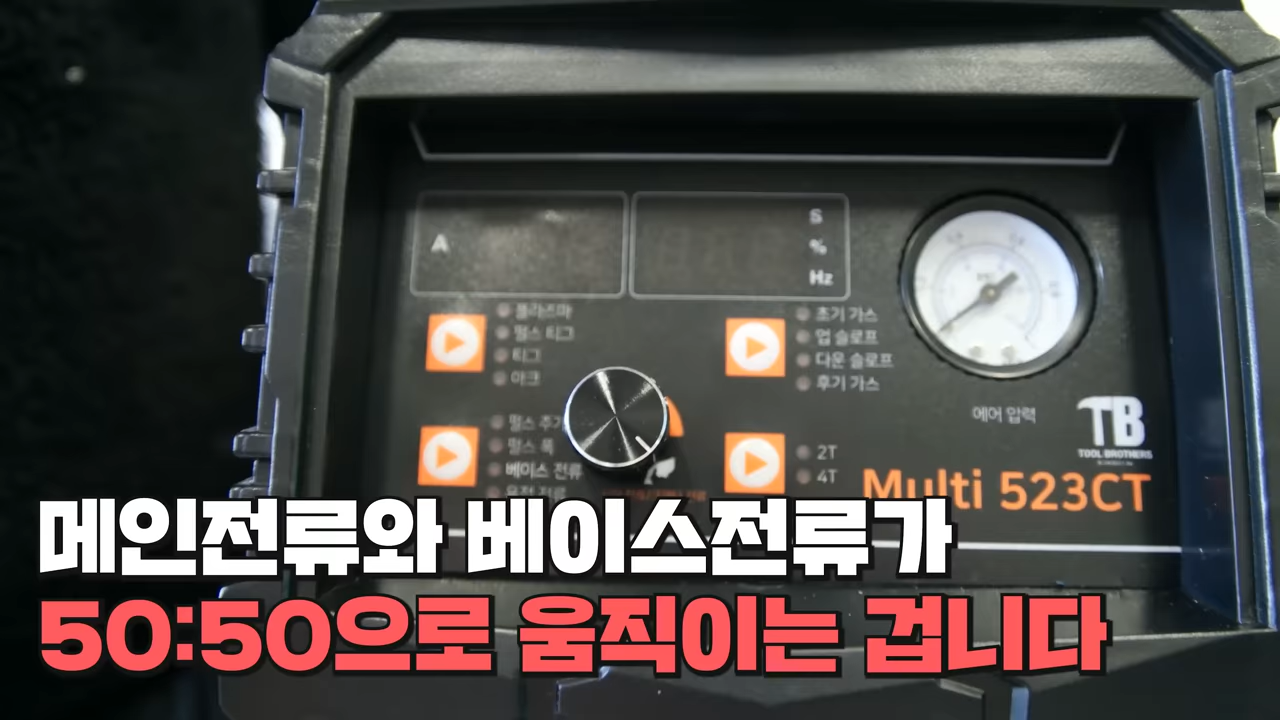 A
S
%
Hz
플라즈마
펄스 티그
티그
아크
초기 가스
업 슬로프
다운 슬로프
후기 가스
에어 압력
TB
TOOL BROTHERS
펄스 주기
펄스 폭
베이스 전류
2T
4T
Multi 523CT
메인전류와 베이스전류가
50:50으로 움직이는 겁니다